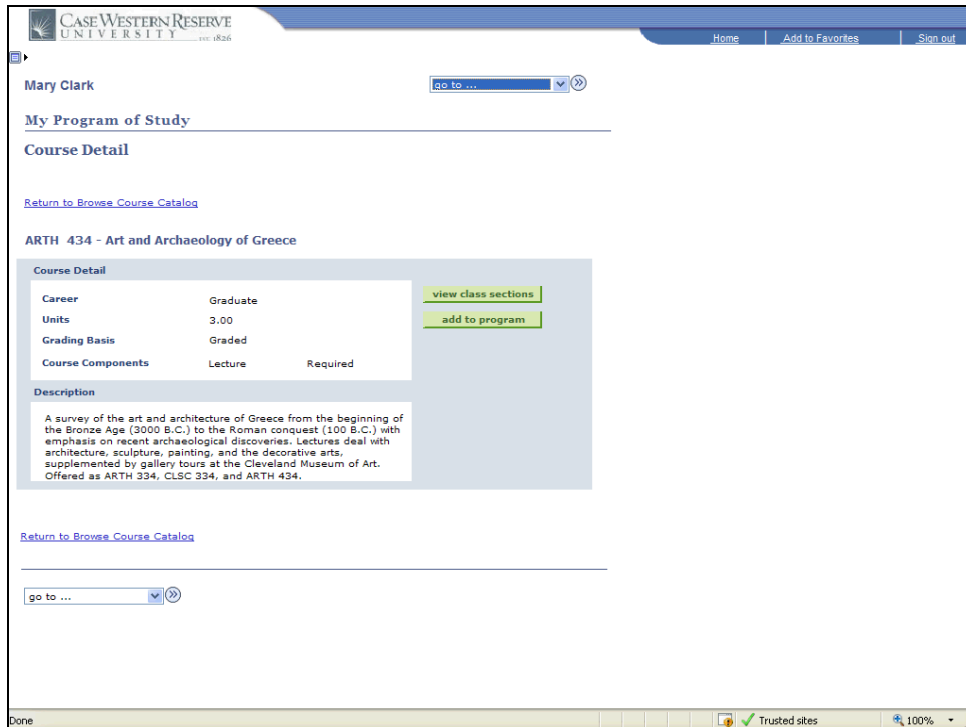 CASE WESTERN RESERVE
UNIVERSITY EST. 1826
Home Add to Favorites Sign out
Mary Clark go to ...
My Program of Study
Course Detail
Return to Browse Course Catalog
ARTH 434 - Art and Archaeology of Greece
Course Detail
Career Graduate view class sections
Units 3.00 add to program
Grading Basis Graded
Course Components Lecture Required
Description
A survey of the art and architecture of Greece from the beginning of
the Bronze Age (3000 B.C.) to the Roman conquest (100 B.C.) with
emphasis on recent archaeological discoveries. Lectures deal with
architecture, sculpture, painting, and the decorative arts,
supplemented by gallery tours at the Cleveland Museum of Art.
Offered as ARTH 334, CLSC 334, and ARTH 434.
Return to Browse Course Catalog
go to ...
Done Trusted sites 100%